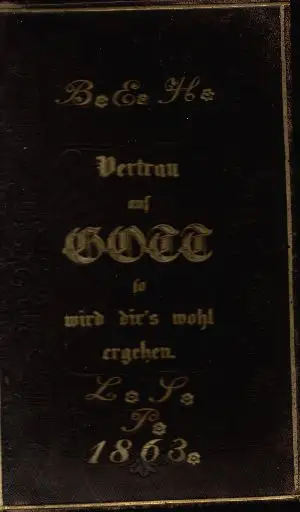 B. E. H.
Vertrau
auf
GOTT
so
wird dir's wohl
ergehen.
L. S.
P.
1863.